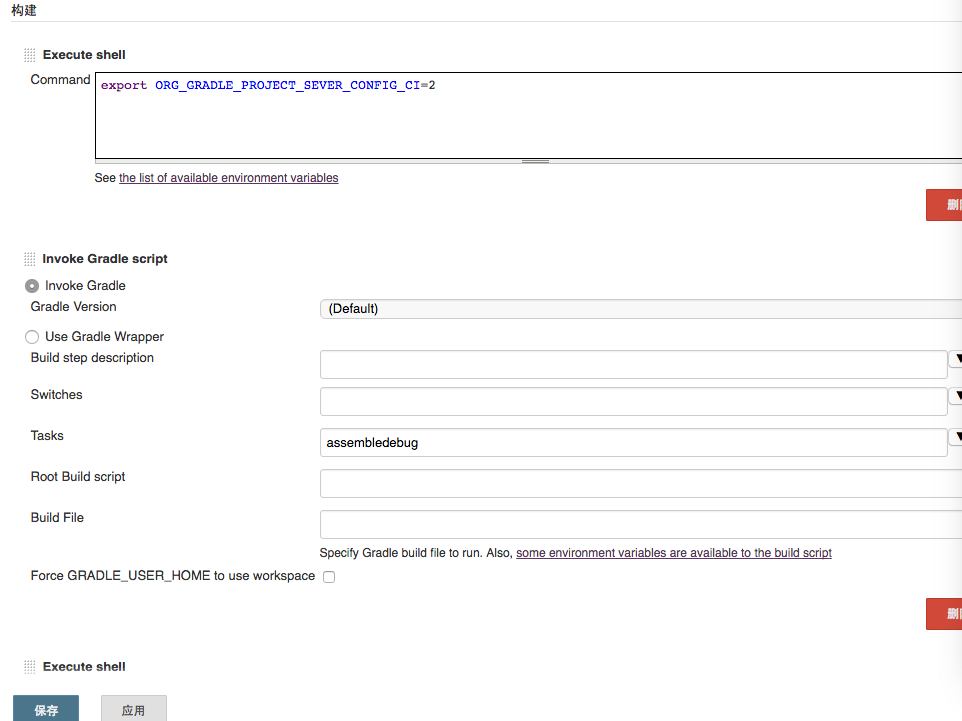 构建
Execute shell
Command
export ORG_GRADLE_PROJECT_SEVER_CONFIG_CI=2
See the list of available environment variables
删
Invoke Gradle script
Invoke Gradle
Gradle Version
(Default)
Use Gradle Wrapper
Build step description
Switches
Tasks
assembledebug
Root Build script
Build File
Specify Gradle build file to run. Also, some environment variables are available to the build script
Force GRADLE_USER_HOME to use workspace
删
Execute shell
保存
应用